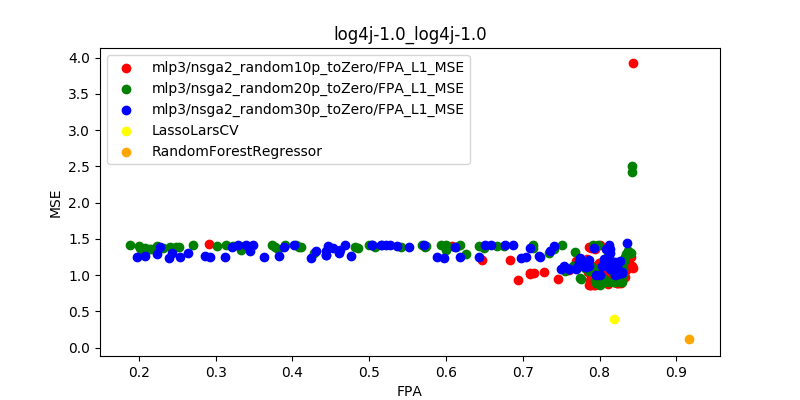 log4j-1.0_log4j-1.0
mlp3/nsga2_random10p_toZero/FPA_L1_MSE
mlp3/nsga2_random20p_toZero/FPA_L1_MSE
mlp3/nsga2_random30p_toZero/FPA_L1_MSE
LassoLarsCV
RandomForestRegressor
MSE
4.0
3.5
3.0
2.5
2.0
1.5
1.0
0.5
0.0
0.2 0.3 0.4 0.5 0.6 0.7 0.8 0.9
FPA